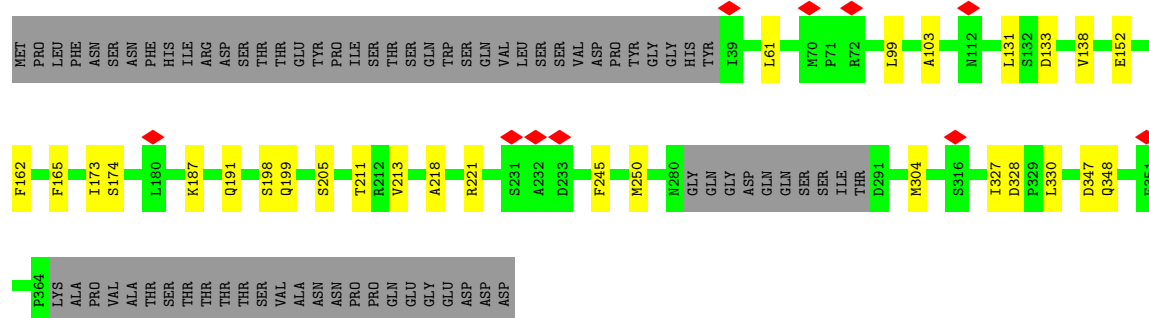 MET PRO LEU PHE ASN SER ASN PHE HIS ILE ARG ASP SER THR THR GLU TYR PRO ILE SER THR SER GLN TRP SER GLN VAL LEU SER SER VAL ASP PRO TYR GLY GLY HIS TYR I39 L61 M70 P71 R72 L99 A103 N112 L131 S132 D133 V138 E152
F162 F165 I173 S174 L180 K187 Q191 S198 Q199 S205 T211 R212 V213 A218 R221 S231 A232 D233 F245 M250 N280 GLY GLN GLY ASP GLN GLN SER SER ILE THR D291 M304 S316 I327 D328 P329 L330 D347 Q348
P364 LYS ALA PRO VAL ALA THR SER THR THR THR THR SER VAL ALA ASN ASN PRO PRO GLN GLU GLY GLU ASP ASP ASP